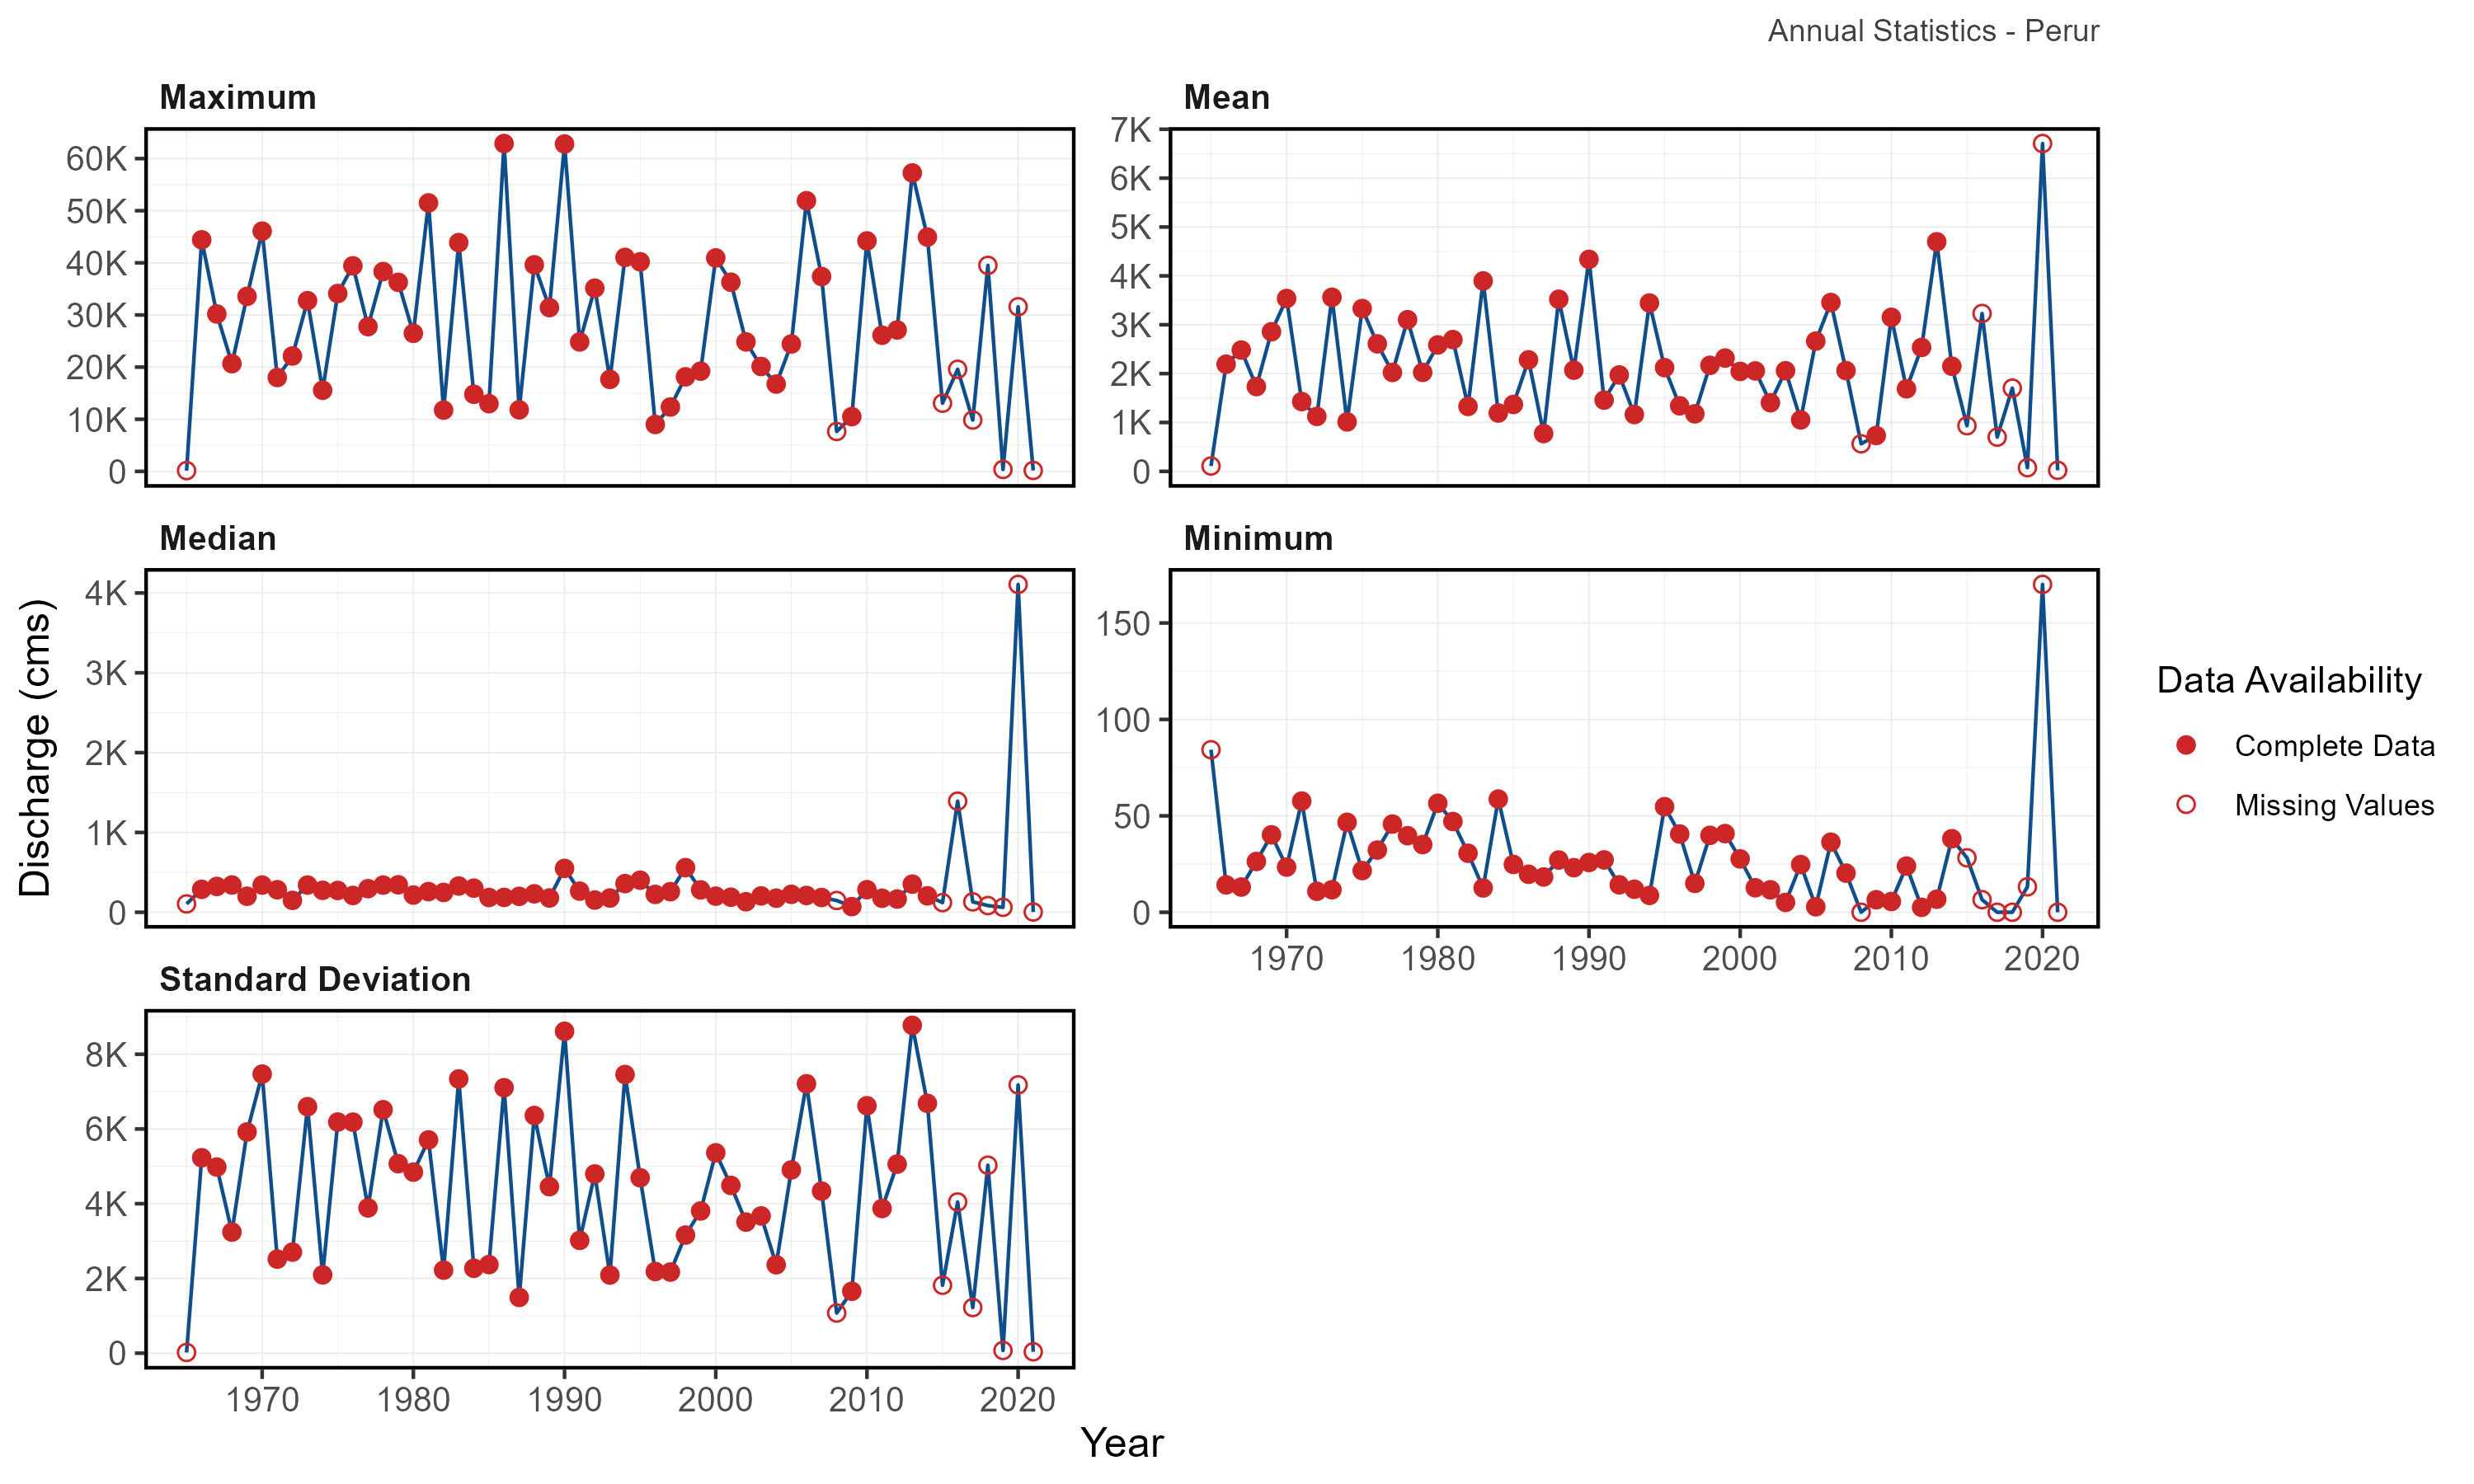 Annual Statistics - Perur
Maximum
60K
50K
40K
30K
20K
10K
0
Mean
7K
6K
5K
4K
3K
2K
1K
0
Median
4K
3K
2K
1K
0
Minimum
150
100
50
0
1970 1980 1990 2000 2010 2020
Standard Deviation
8K
6K
4K
2K
0
1970 1980 1990 2000 2010 2020
Discharge (cms)
Year
Data Availability
Complete Data
Missing Values